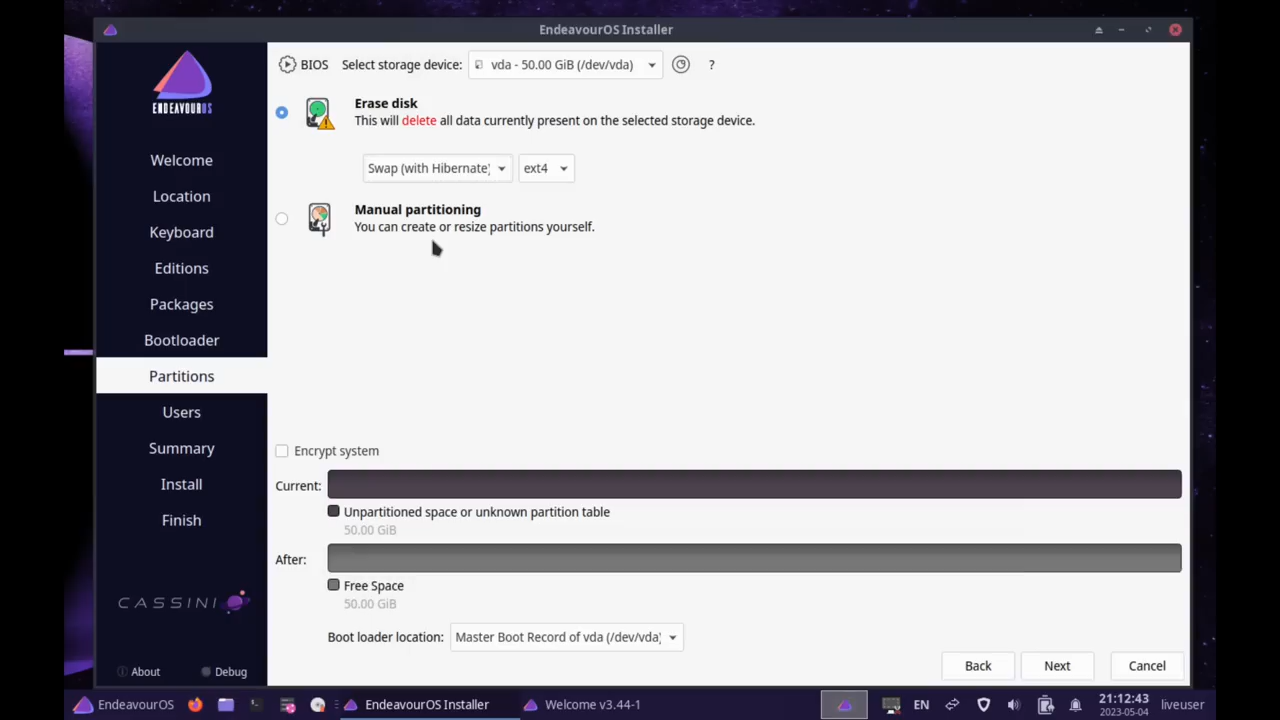 EndeavourOS Installer
ENDEAVOUROS
Welcome
Location
Keyboard
Editions
Packages
Bootloader
Partitions
Users
Summary
Install
Finish
CASSINI
About
Debug
BIOS
Select storage device:
vda - 50.00 GiB (/dev/vda)
?
Erase disk
This will delete all data currently present on the selected storage device.
Swap (with Hibernate)
ext4
Manual partitioning
You can create or resize partitions yourself.
Encrypt system
Current:
Unpartitioned space or unknown partition table
50.00 GiB
After:
Free Space
50.00 GiB
Boot loader location:
Master Boot Record of vda (/dev/vda)
Back
Next
Cancel
EndeavourOS
EndeavourOS Installer
Welcome v3.44-1
EN
21:12:43
2023-05-04
liveuser